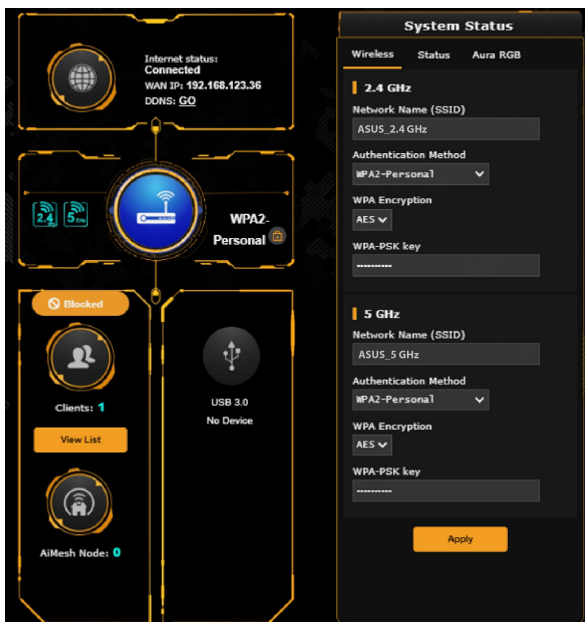 Internet status:
Connected
WAN IP: 192.168.123.36
DDNS: GO
2.4
5
WPA2-
Personal
Blocked
Clients: 1
View List
AiMesh Node: 0
USB 3.0
No Device
System Status
Wireless Status Aura RGB
2.4 GHz
Network Name (SSID)
ASUS_2.4 GHz
Authentication Method
WPA2-Personal
WPA Encryption
AES
WPA-PSK key
----------
5 GHz
Network Name (SSID)
ASUS_5 GHz
Authentication Method
WPA2-Personal
WPA Encryption
AES
WPA-PSK key
----------
Apply